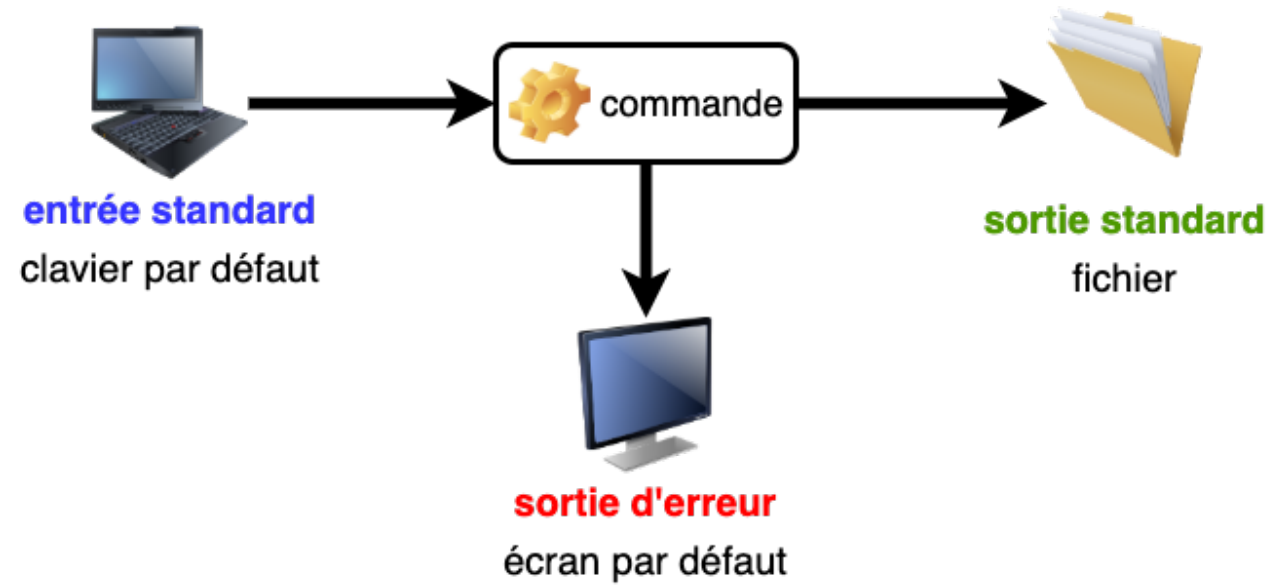 commande
entrée standard
clavier par défaut
sortie standard
fichier
sortie d'erreur
écran par défaut